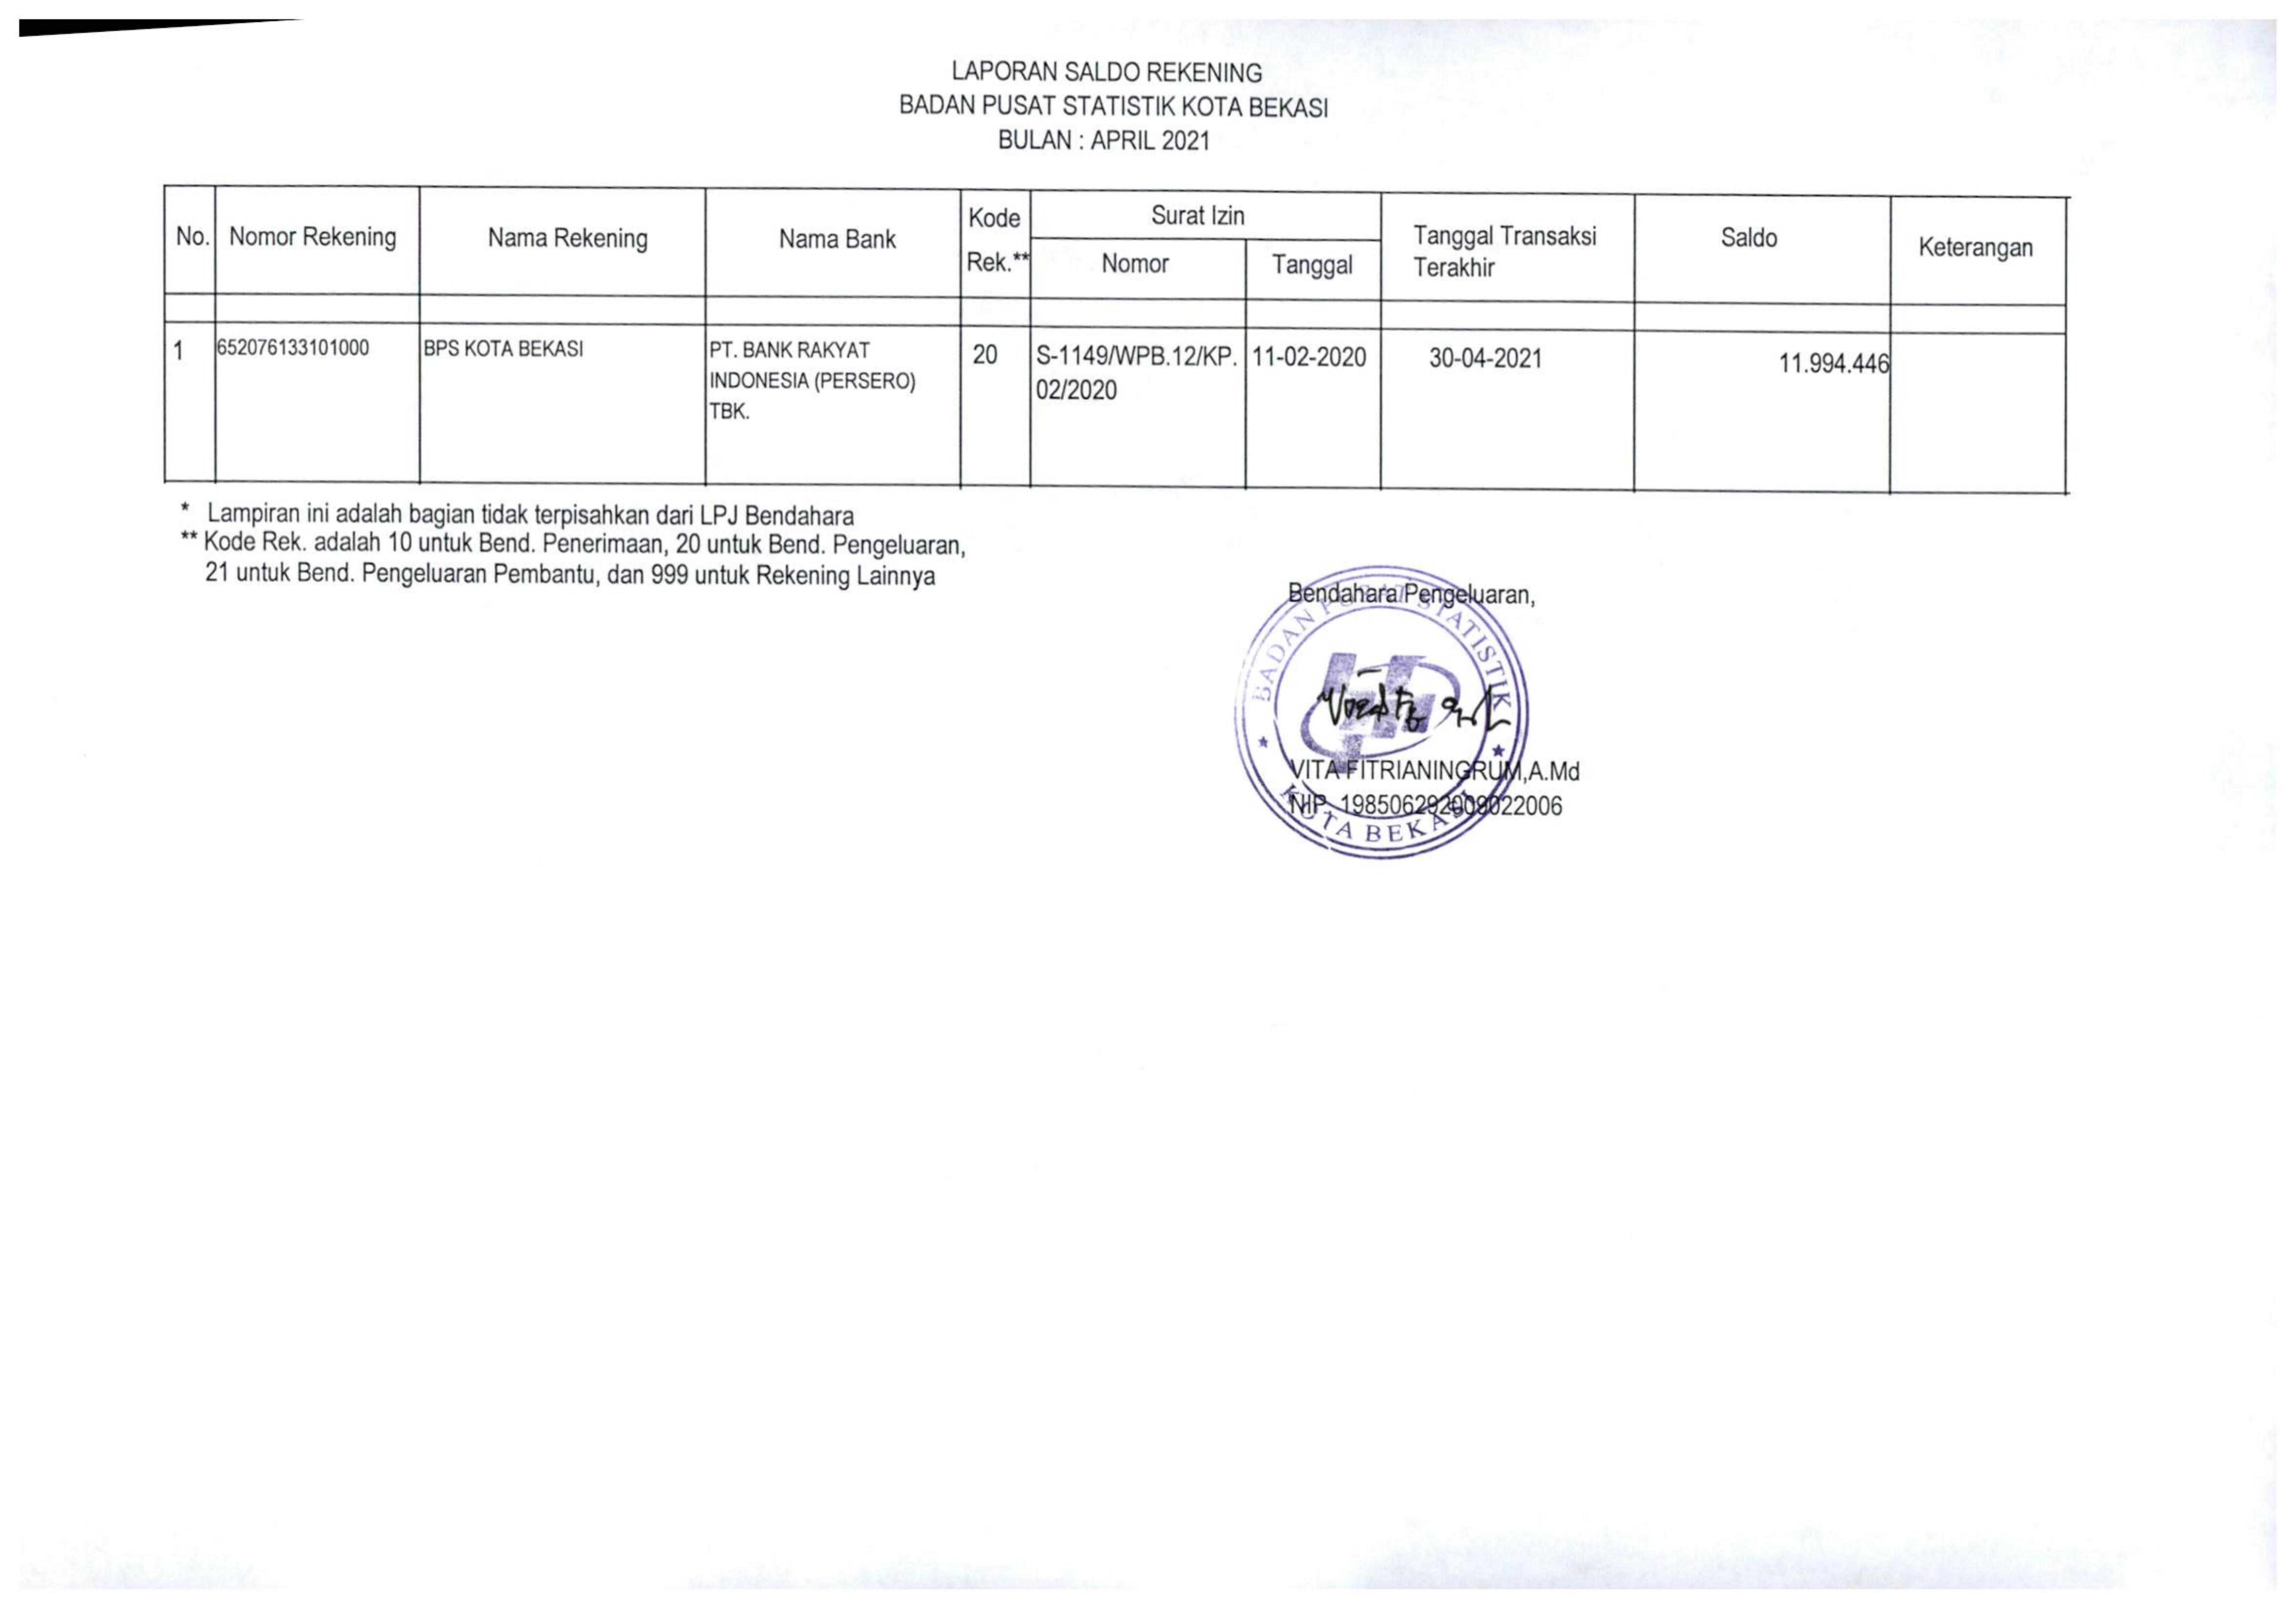 LAPORAN SALDO REKENING
BADAN PUSAT STATISTIK KOTA BEKASI
BULAN : APRIL 2021
No. Nomor Rekening Nama Rekening Nama Bank Kode Rek.** Surat Izin Tanggal Transaksi Terakhir Saldo Keterangan
Nomor Tanggal
1 652076133101000 BPS KOTA BEKASI PT. BANK RAKYAT 20 S-1149/WPB.12/KP. 11-02-2020 30-04-2021 11.994.446
INDONESIA (PERSERO) 02/2020
TBK.
* Lampiran ini adalah bagian tidak terpisahkan dari LPJ Bendahara
** Kode Rek. adalah 10 untuk Bend. Penerimaan, 20 untuk Bend. Pengeluaran,
21 untuk Bend. Pengeluaran Pembantu, dan 999 untuk Rekening Lainnya
Bendahara Pengeluaran,
BADAN PUSAT STATISTIK
VITA FITRIANINGRUM,A.Md
NIP. 198506292009022006
KOTA BEKASI